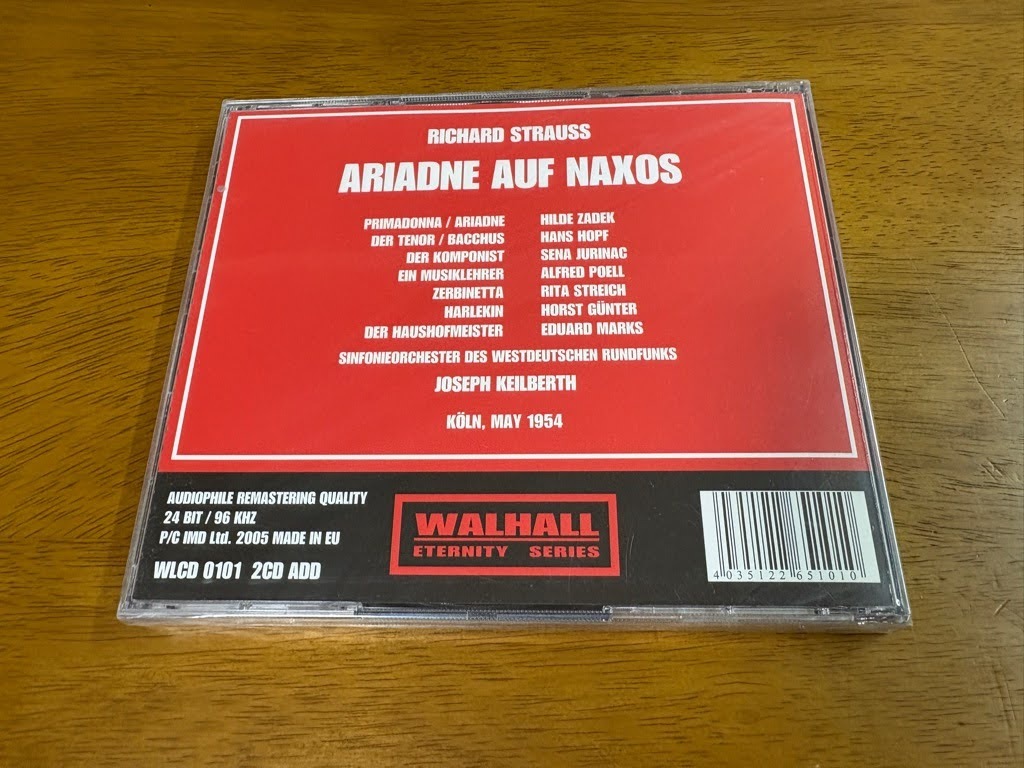 RICHARD STRAUSS
ARIADNE AUF NAXOS
PRIMADONNA / ARIADNE HILDE ZADEK
DER TENOR / BACCHUS HANS HOPF
DER KOMPONIST SENA JURINAC
EIN MUSIKLEHRER ALFRED POELL
ZERBINETTA RITA STREICH
HARLEKIN HORST GÜNTER
DER HAUSHOFMEISTER EDUARD MARKS
SINFONIEORCHESTER DES WESTDEUTSCHEN RUNDFUNKS
JOSEPH KEILBERTH
KÖLN, MAY 1954
AUDIOPHILE REMASTERING QUALITY
24 BIT / 96 KHZ
P/C IMD Ltd. 2005 MADE IN EU
WLCD 0101 2CD ADD
WALHALL
ETERNITY SERIES
4 035122 651010